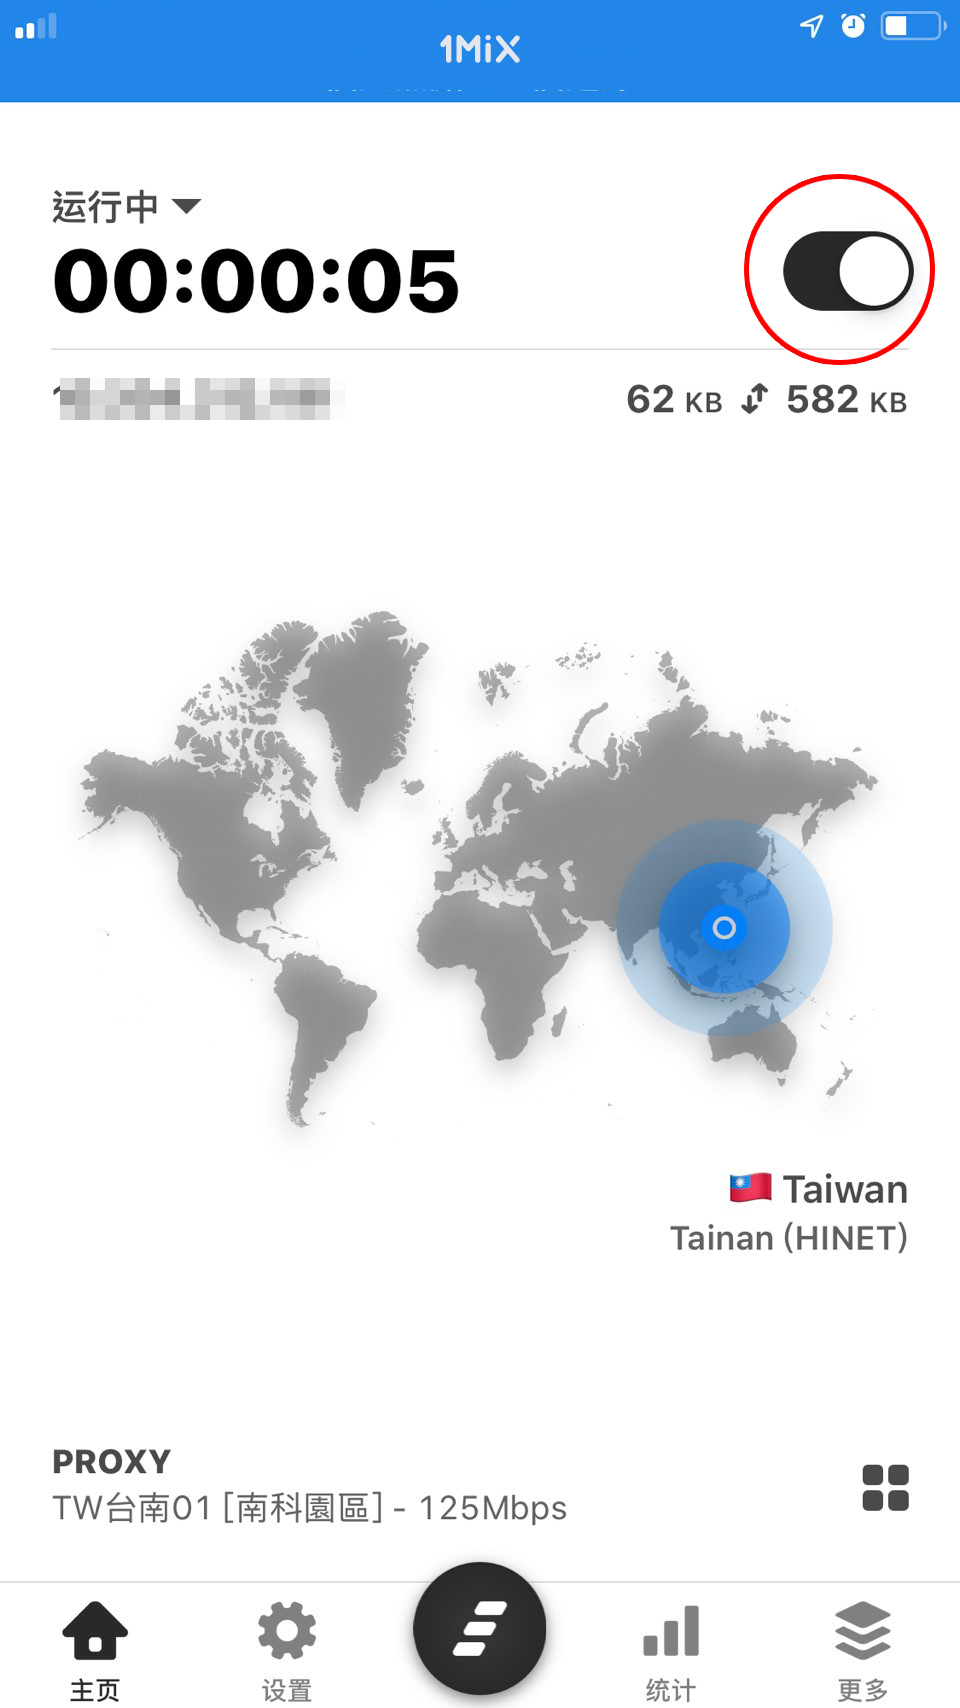 1MiX
运行中
00:00:05
62 KB 582 KB
Taiwan
Tainan (HINET)
PROXY
TW台南01 [南科園區] - 125Mbps
主页 设置 统计 更多